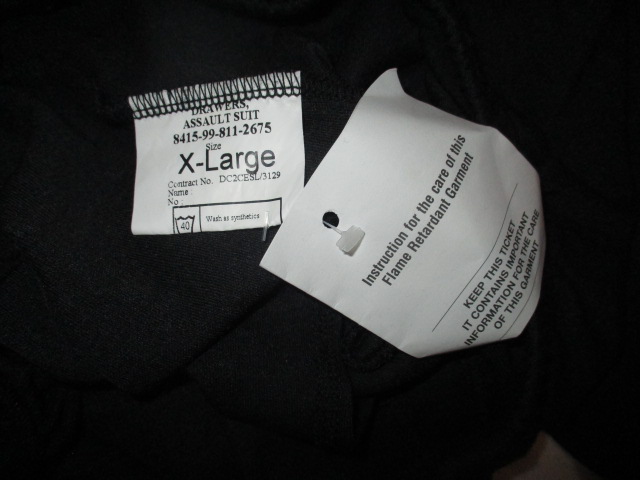 DRAWERS,
ASSAULT SUIT
8415-99-811-2675
Size
X-Large
Contract No. DC2CESL/3129
Name
No
40 Wash as synthetics
Instruction for the care of this
Flame Retardant Garment
KEEP THIS TICKET
IT CONTAINS IMPORTANT
INFORMATION FOR THE CARE
OF THIS GARMENT